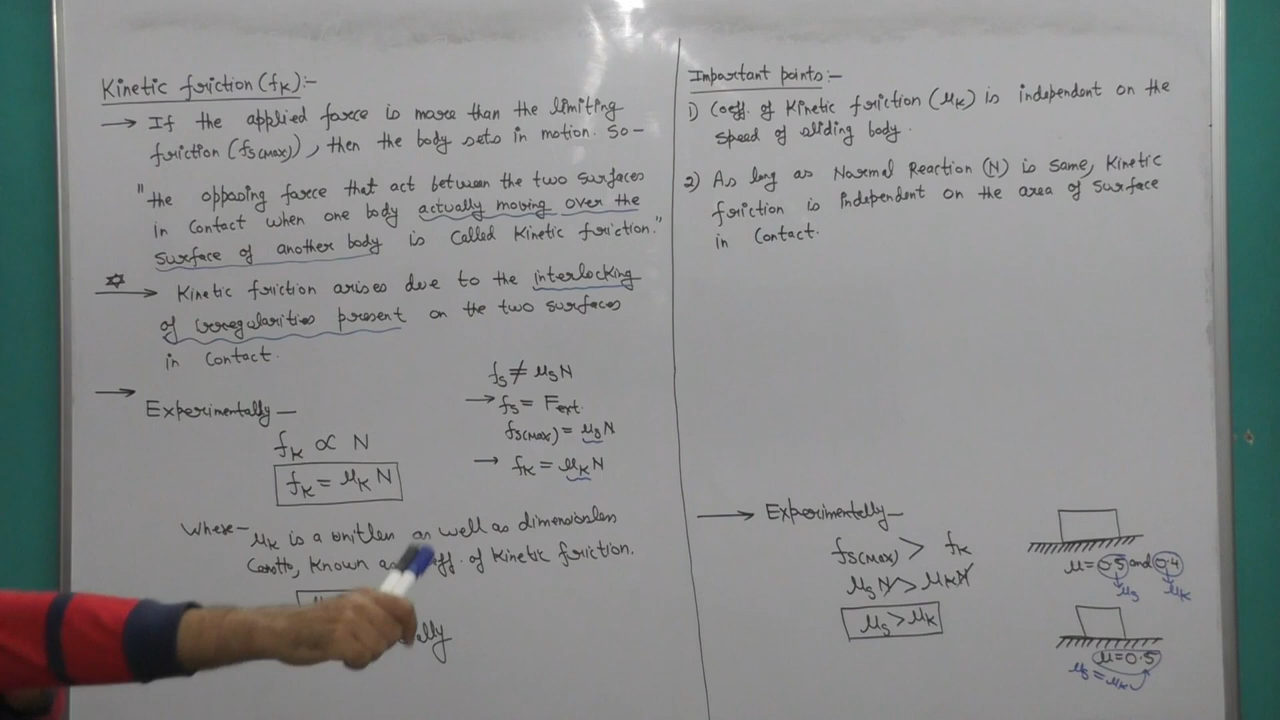 Kinetic friction (fK):-
→ If the applied force is more than the limiting
friction (fS(Max)), then the body sets in motion. So-
"the opposing force that act between the two surfaces
in Contact when one body actually moving over the
surface of another body is Called Kinetic friction."
→ Kinetic friction arises due to the interlocking
of irregularities present on the two surfaces
in Contact.
→ Experimentally —
fK ∝ N
fK = μK N
fS ≠ μS N
→ fS = Fext.
fS(Max) = μS N
→ fK = μK N
Where- μK is a unitless as well as dimensionless
Constt, Known as eff. of Kinetic friction.
lly
Important points:-
1) Coeff. of Kinetic friction (μK) is independent on the
speed of sliding body.
2) As long as Normal Reaction (N) is same, Kinetic
friction is independent on the area of surface
in Contact.
→ Experimentally—
fS(Max) > fK
μS N > μK N
μS > μK
μ = 0.5 and 0.4
μS μK
μ = 0.5
μS = μK